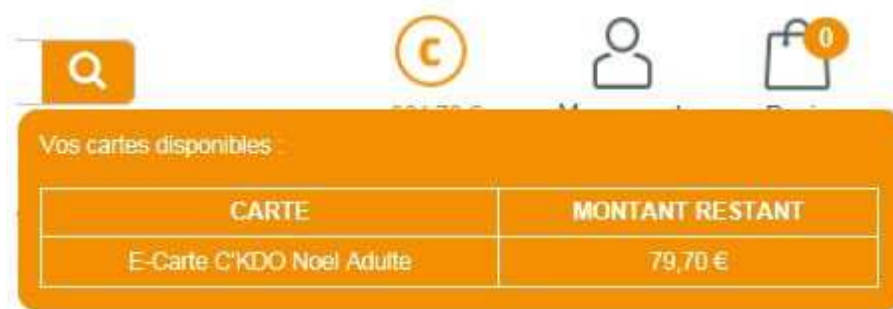 C
0
Vos cartes disponibles :
CARTE MONTANT RESTANT
E-Carte C'KDO Noel Adulte 79,70 €